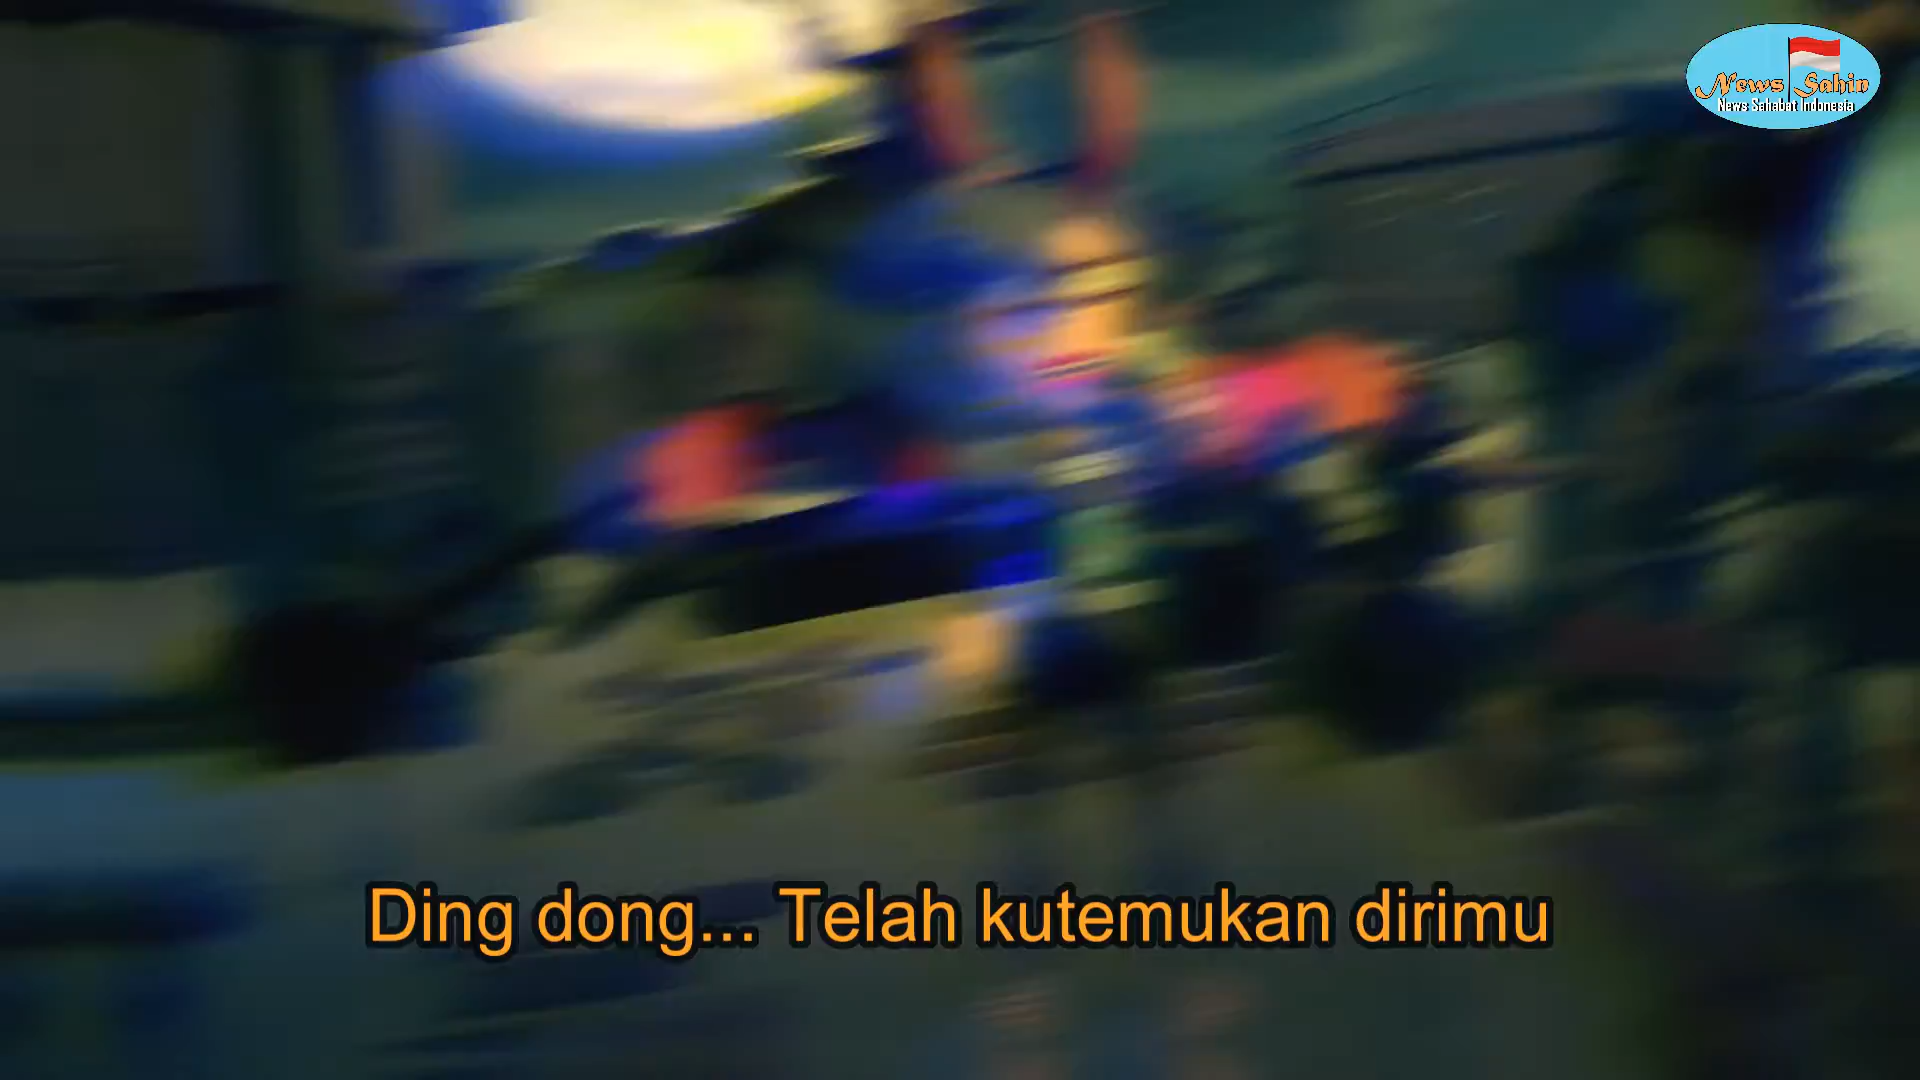 News Sahin
News Sahabat Indonesia
Ding dong... Telah kutemukan dirimu